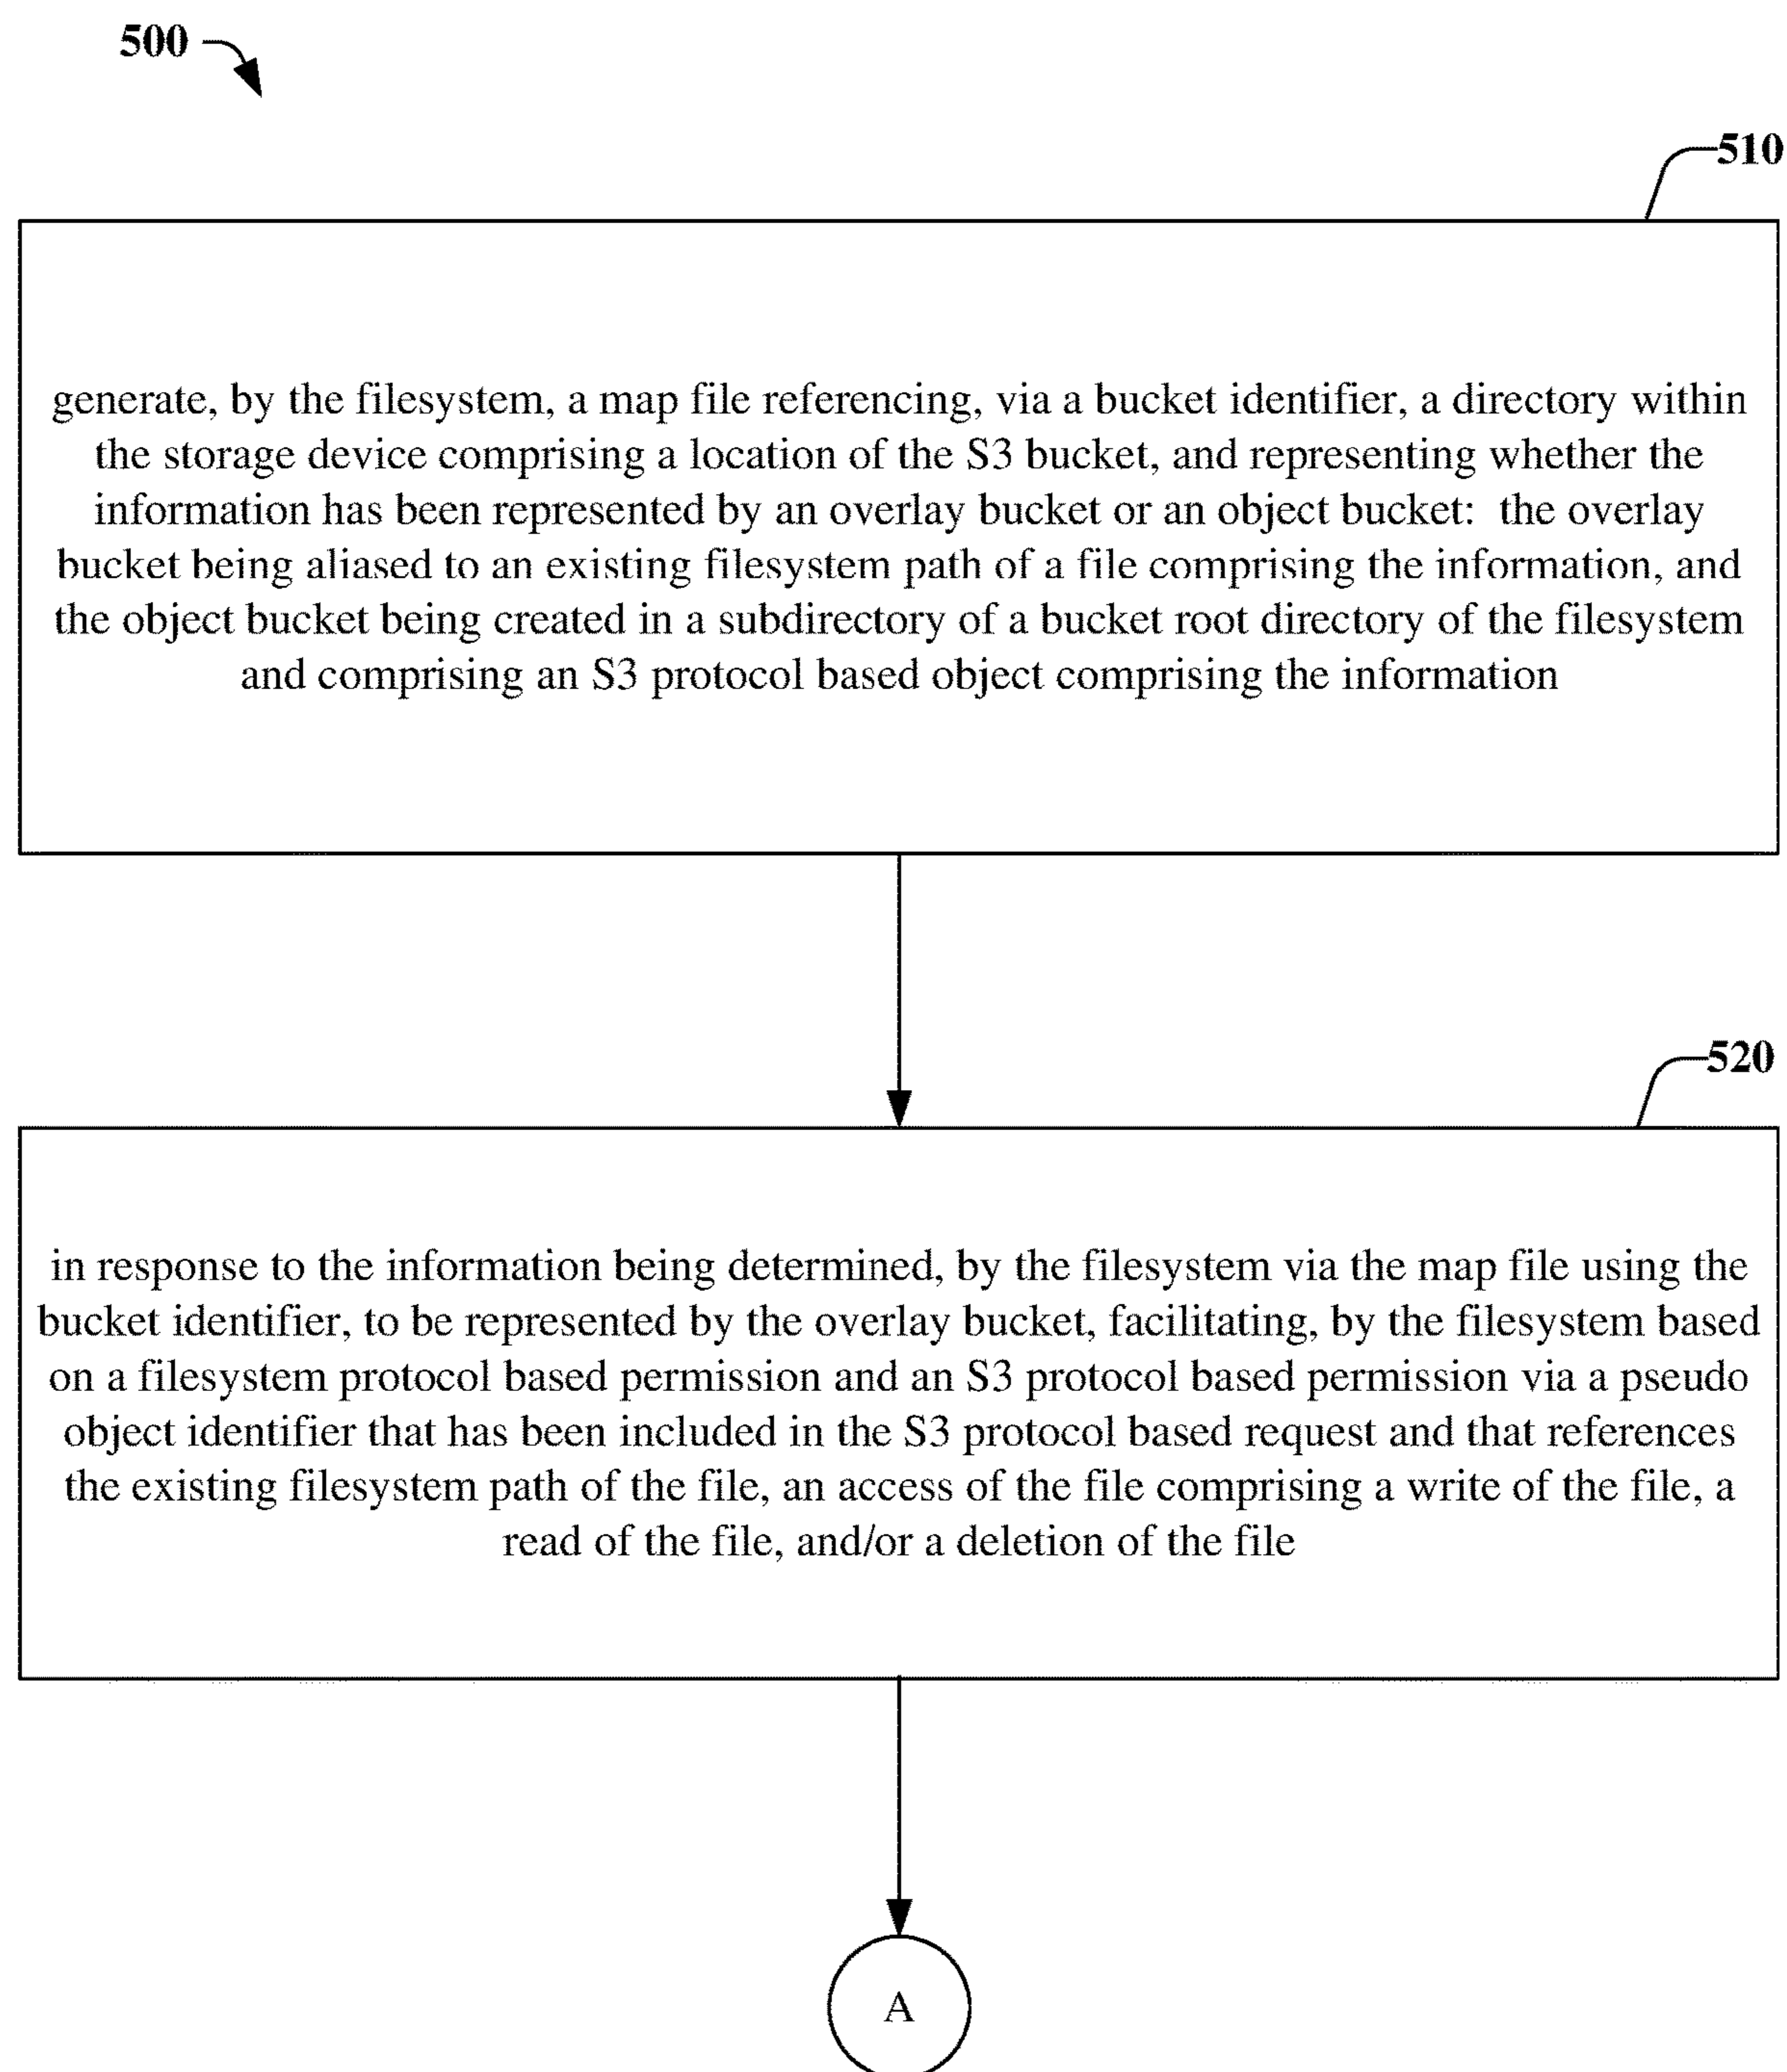 500
510
generate, by the filesystem, a map file referencing, via a bucket identifier, a directory within
the storage device comprising a location of the S3 bucket, and representing whether the
information has been represented by an overlay bucket or an object bucket:  the overlay
bucket being aliased to an existing filesystem path of a file comprising the information, and
the object bucket being created in a subdirectory of a bucket root directory of the filesystem
and comprising an S3 protocol based object comprising the information
520
in response to the information being determined, by the filesystem via the map file using the
bucket identifier, to be represented by the overlay bucket, facilitating, by the filesystem based
on a filesystem protocol based permission and an S3 protocol based permission via a pseudo
object identifier that has been included in the S3 protocol based request and that references
the existing filesystem path of the file, an access of the file comprising a write of the file, a
read of the file, and/or a deletion of the file
A